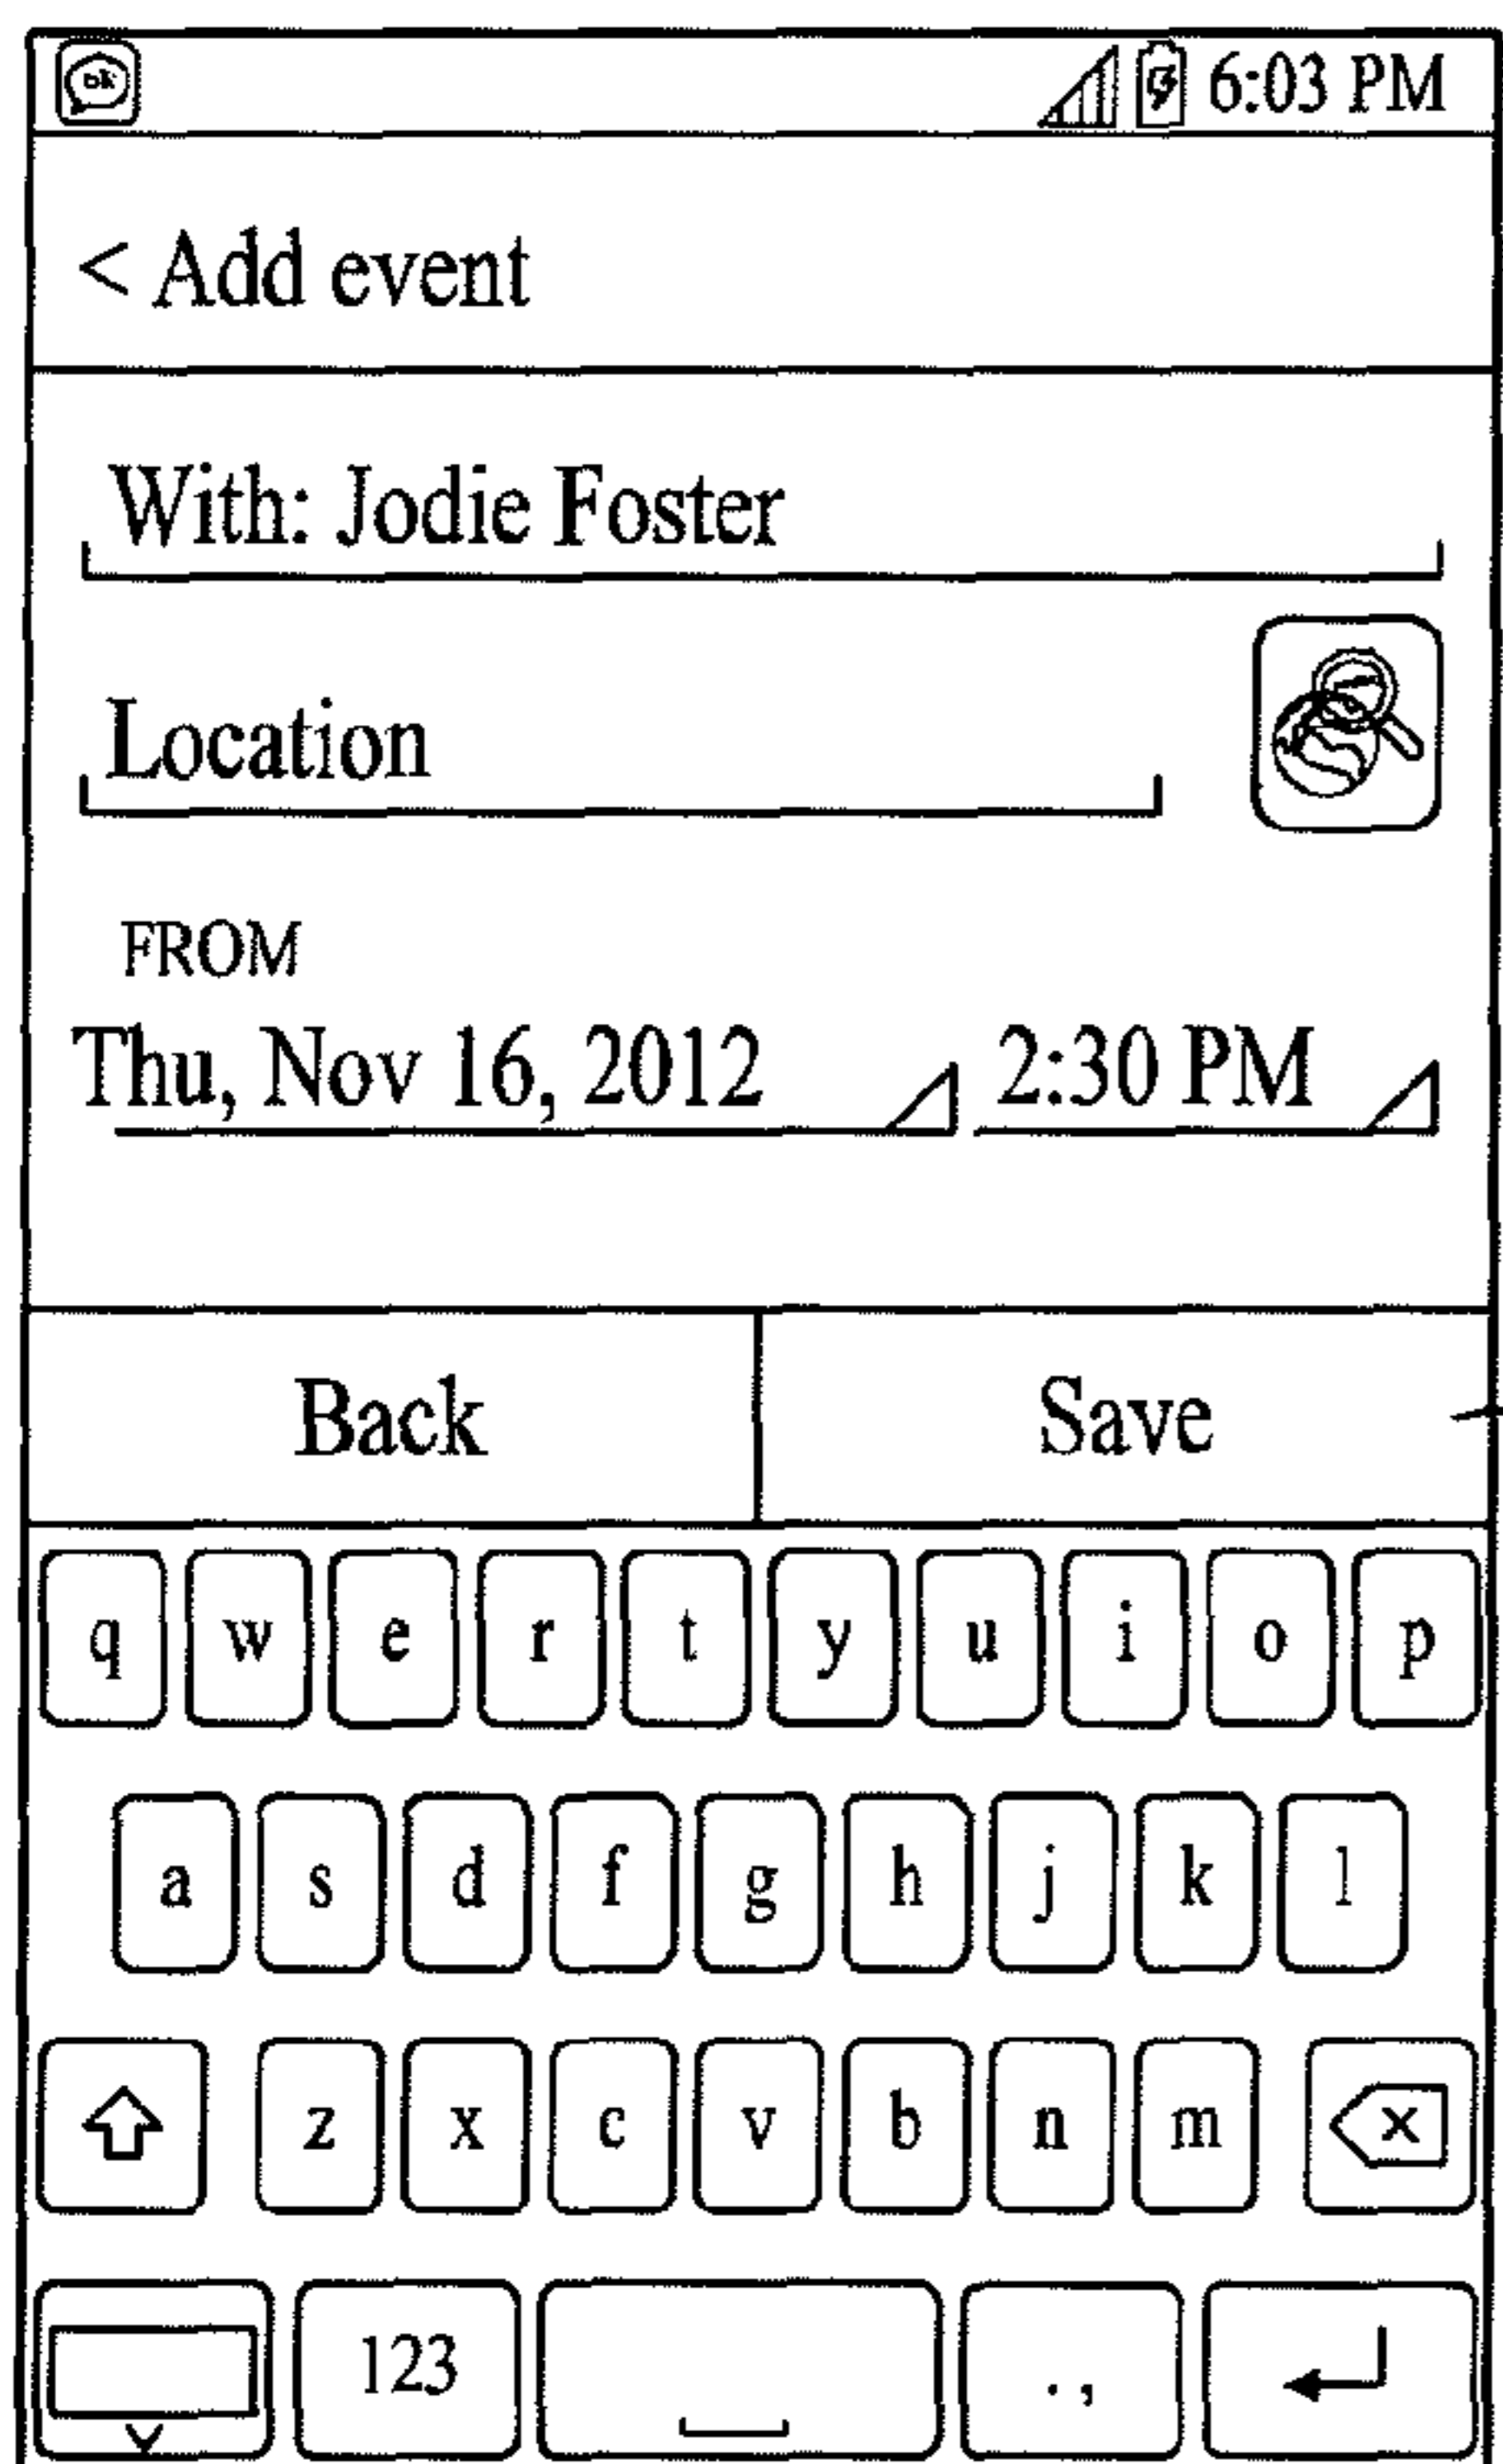 ok 6:03 PM
< Add event
With: Jodie Foster
Location
FROM
Thu, Nov 16, 2012 2:30 PM
Back Save
q w e r t y u i o p
a s d f g h j k l
z x c v b n m x
123 . ,